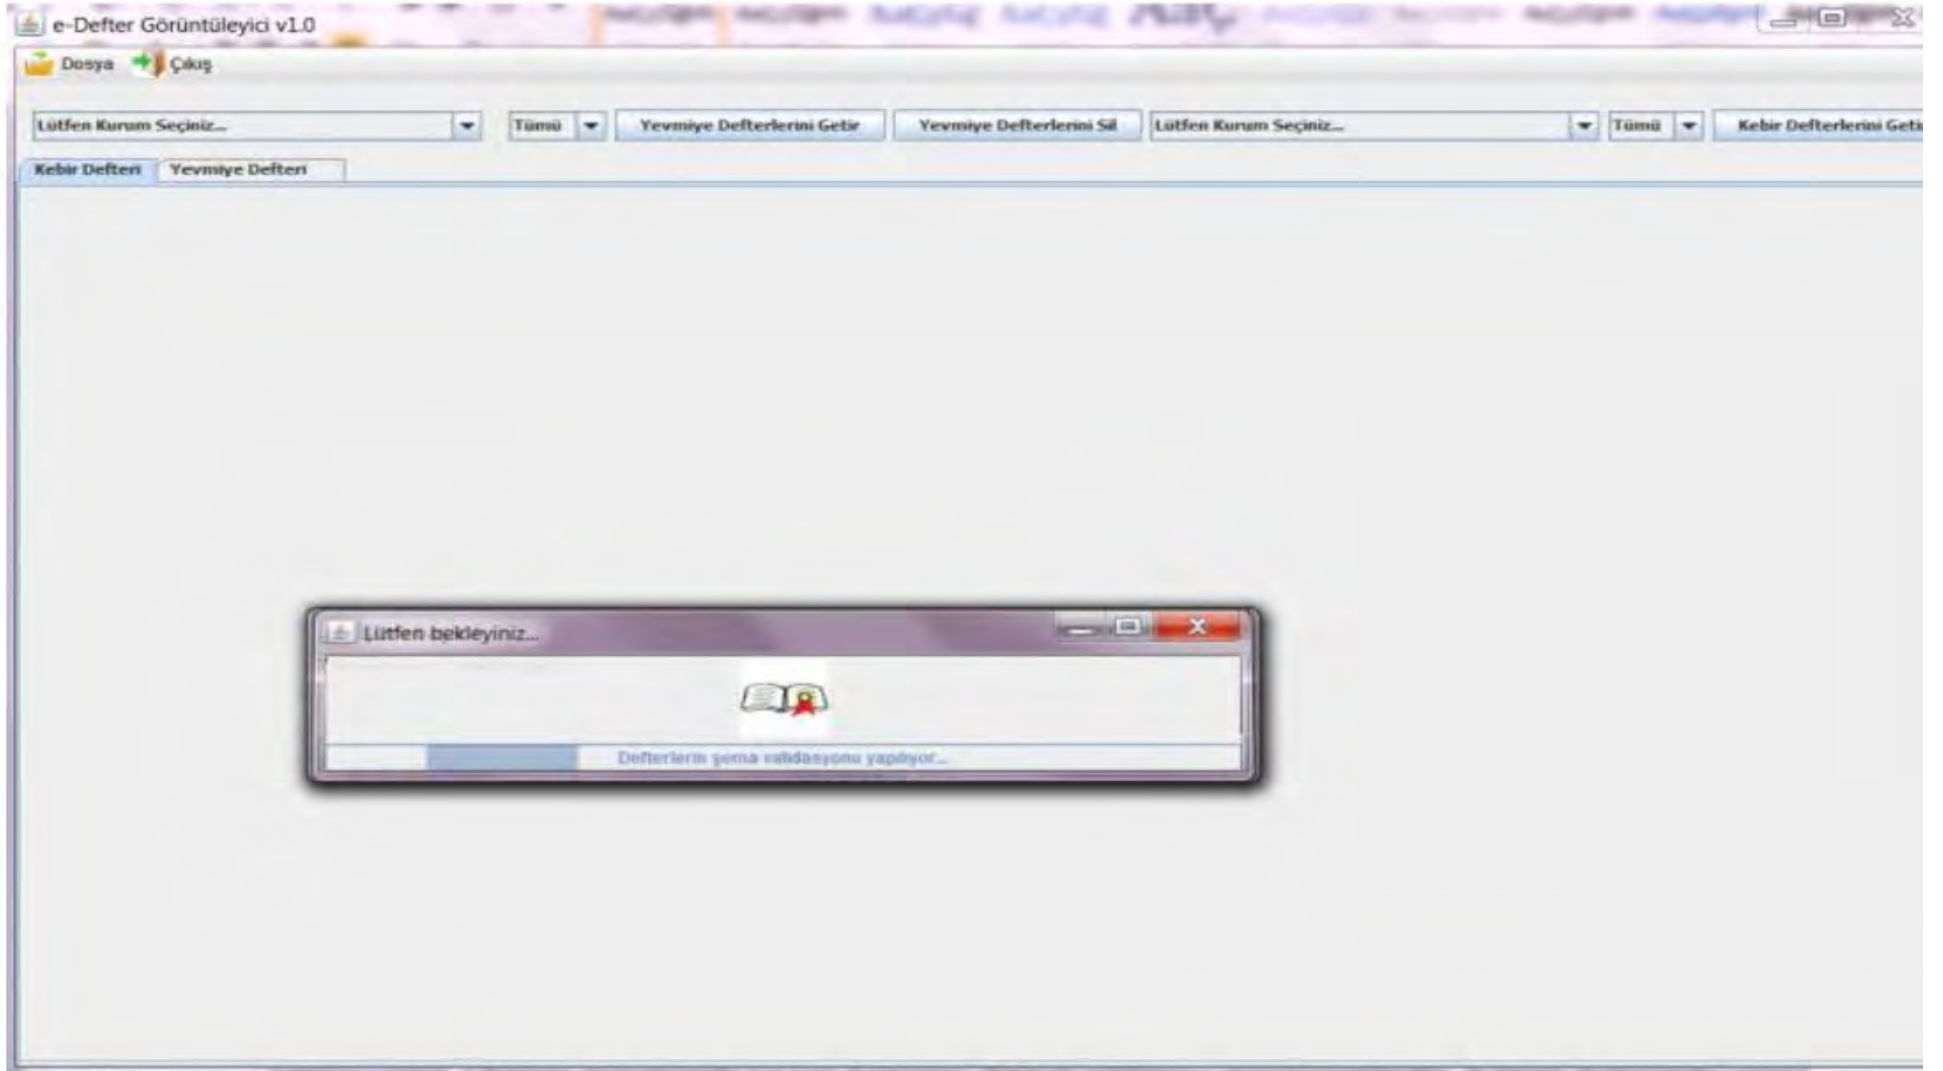 e-Defter Görüntüleyici v1.0
Dosya Çıkış
Lütfen Kurum Seçiniz... Tümü Yevmiye Defterlerini Getir Yevmiye Defterlerini Sil Lütfen Kurum Seçiniz... Tümü Kebir Defterlerini Geti
Kebir Defteri Yevmiye Defteri
Lütfen bekleyiniz...
Defterlerin şema validasyonu yapılıyor...